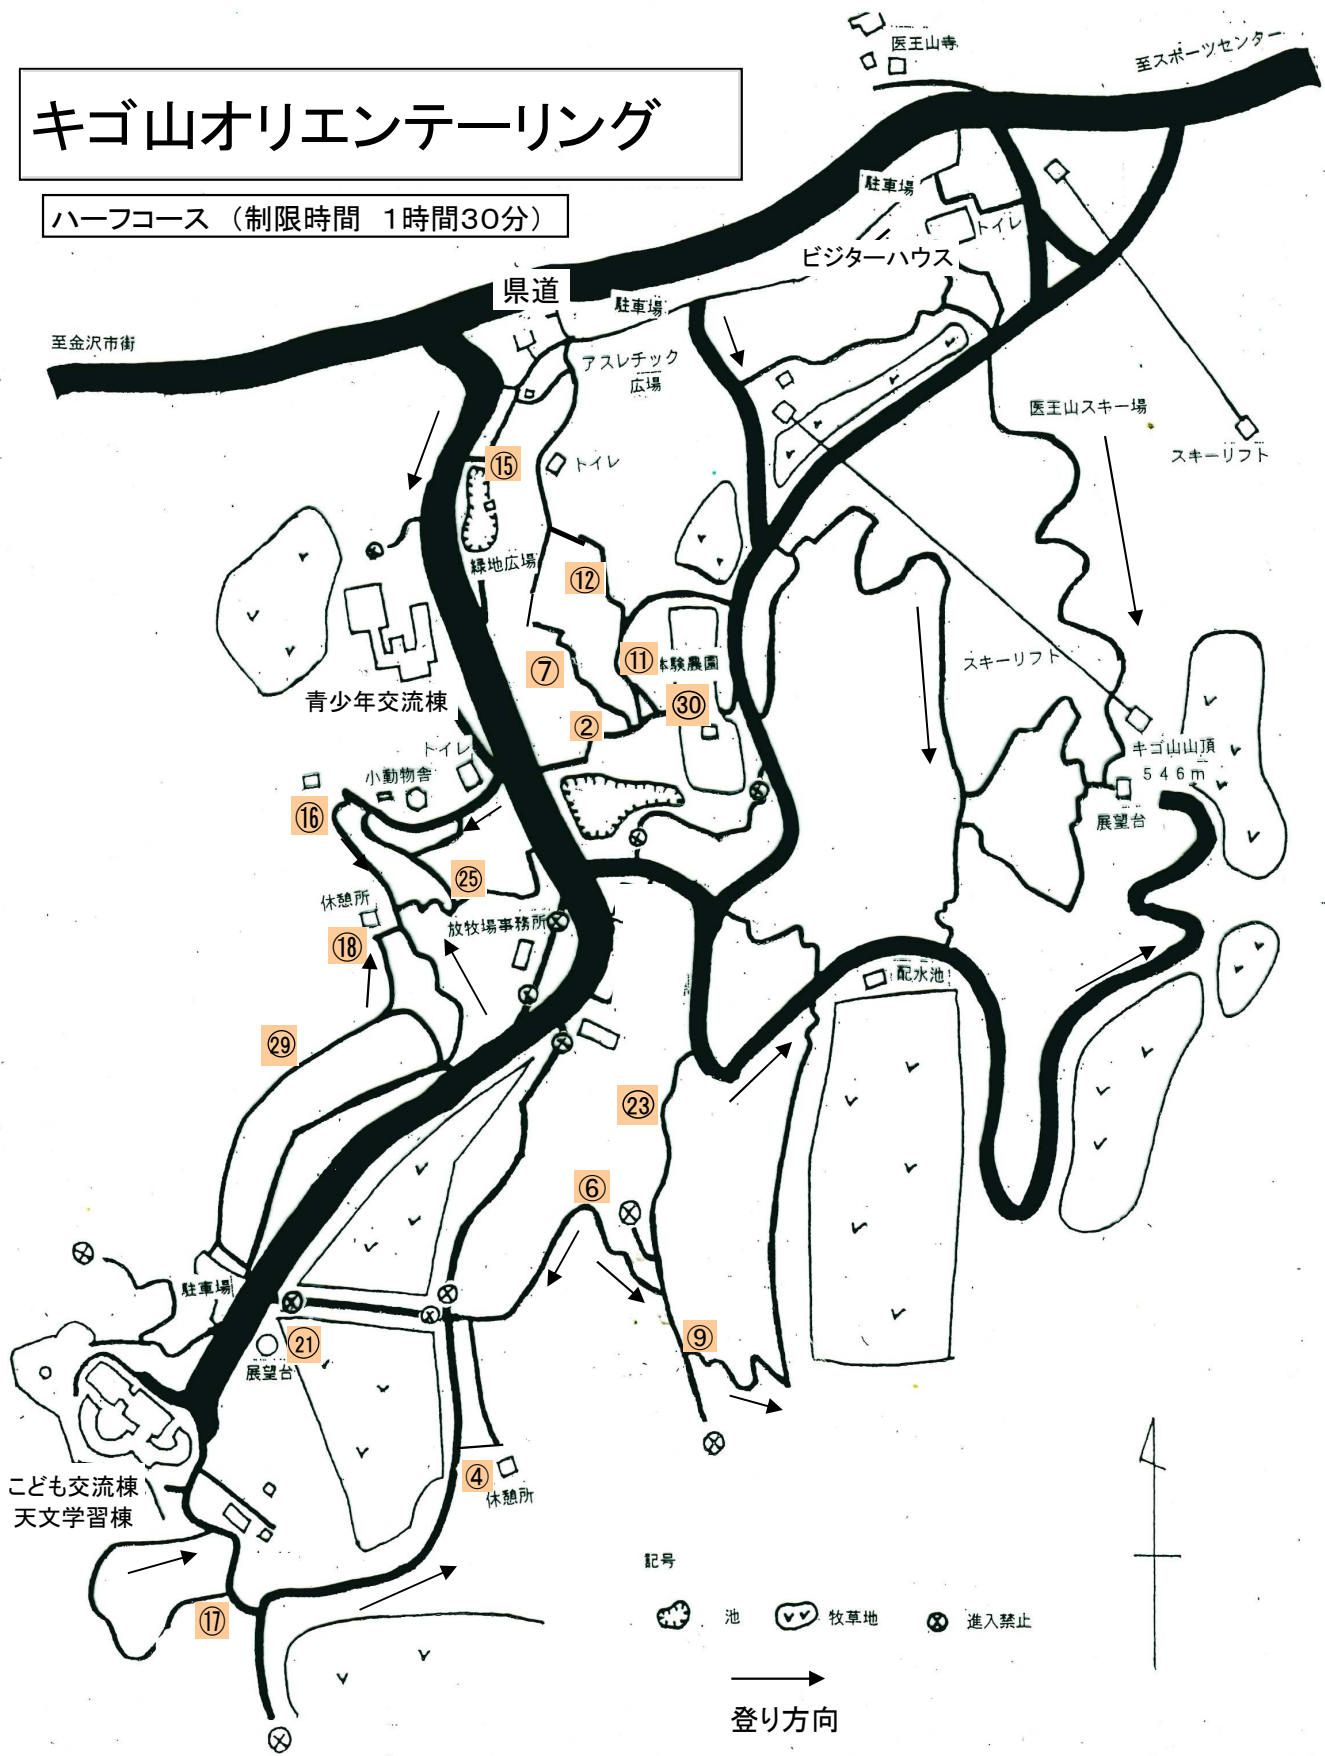 医王山寺
至スポーツセンター
キゴ山オリエンテーリング
ハーフコース （制限時間　1時間30分）
駐車場
トイレ
ビジターハウス
県道
駐車場
至金沢市街
アスレチック
広場
医王山スキー場
スキーリフト
⑮
トイレ
緑地広場
⑫
⑦
⑪
体験農園
スキーリフト
青少年交流棟
㉚
②
トイレ
キゴ山山頂
546m
小動物舎
⑯
展望台
㉕
休憩所
放牧場事務所
⑱
配水池
㉙
㉓
⑥
駐車場
㉑
展望台
⑨
こども交流棟
天文学習棟
④
休憩所
⑰
記号
池
牧草地
進入禁止
登り方向